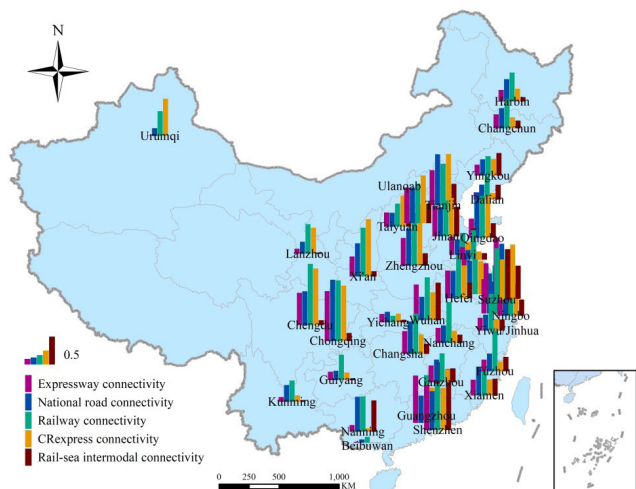 N
Harbin
Changchun
Urumqi
Yingkou
Ulanqab
Dalian
Tianjin
Taiyuan
Jinan
Qingdao
Linyi
Lanzhou
Zhengzhou
Xi'an
Hefei
Suzhou
Chengdu
Wuhan
Ningbo
Yichang
Yiwu/Jinhua
Chongqing
Nanchang
Changsha
0.5
Fuzhou
Guiyang
Ganzhou
Expressway connectivity
Xiamen
National road connectivity
Kunming
Guangzhou
Railway connectivity
Shenzhen
Nanning
CRexpress connectivity
Beibuwan
Rail-sea intermodal connectivity
0 250 500 1,000
KM